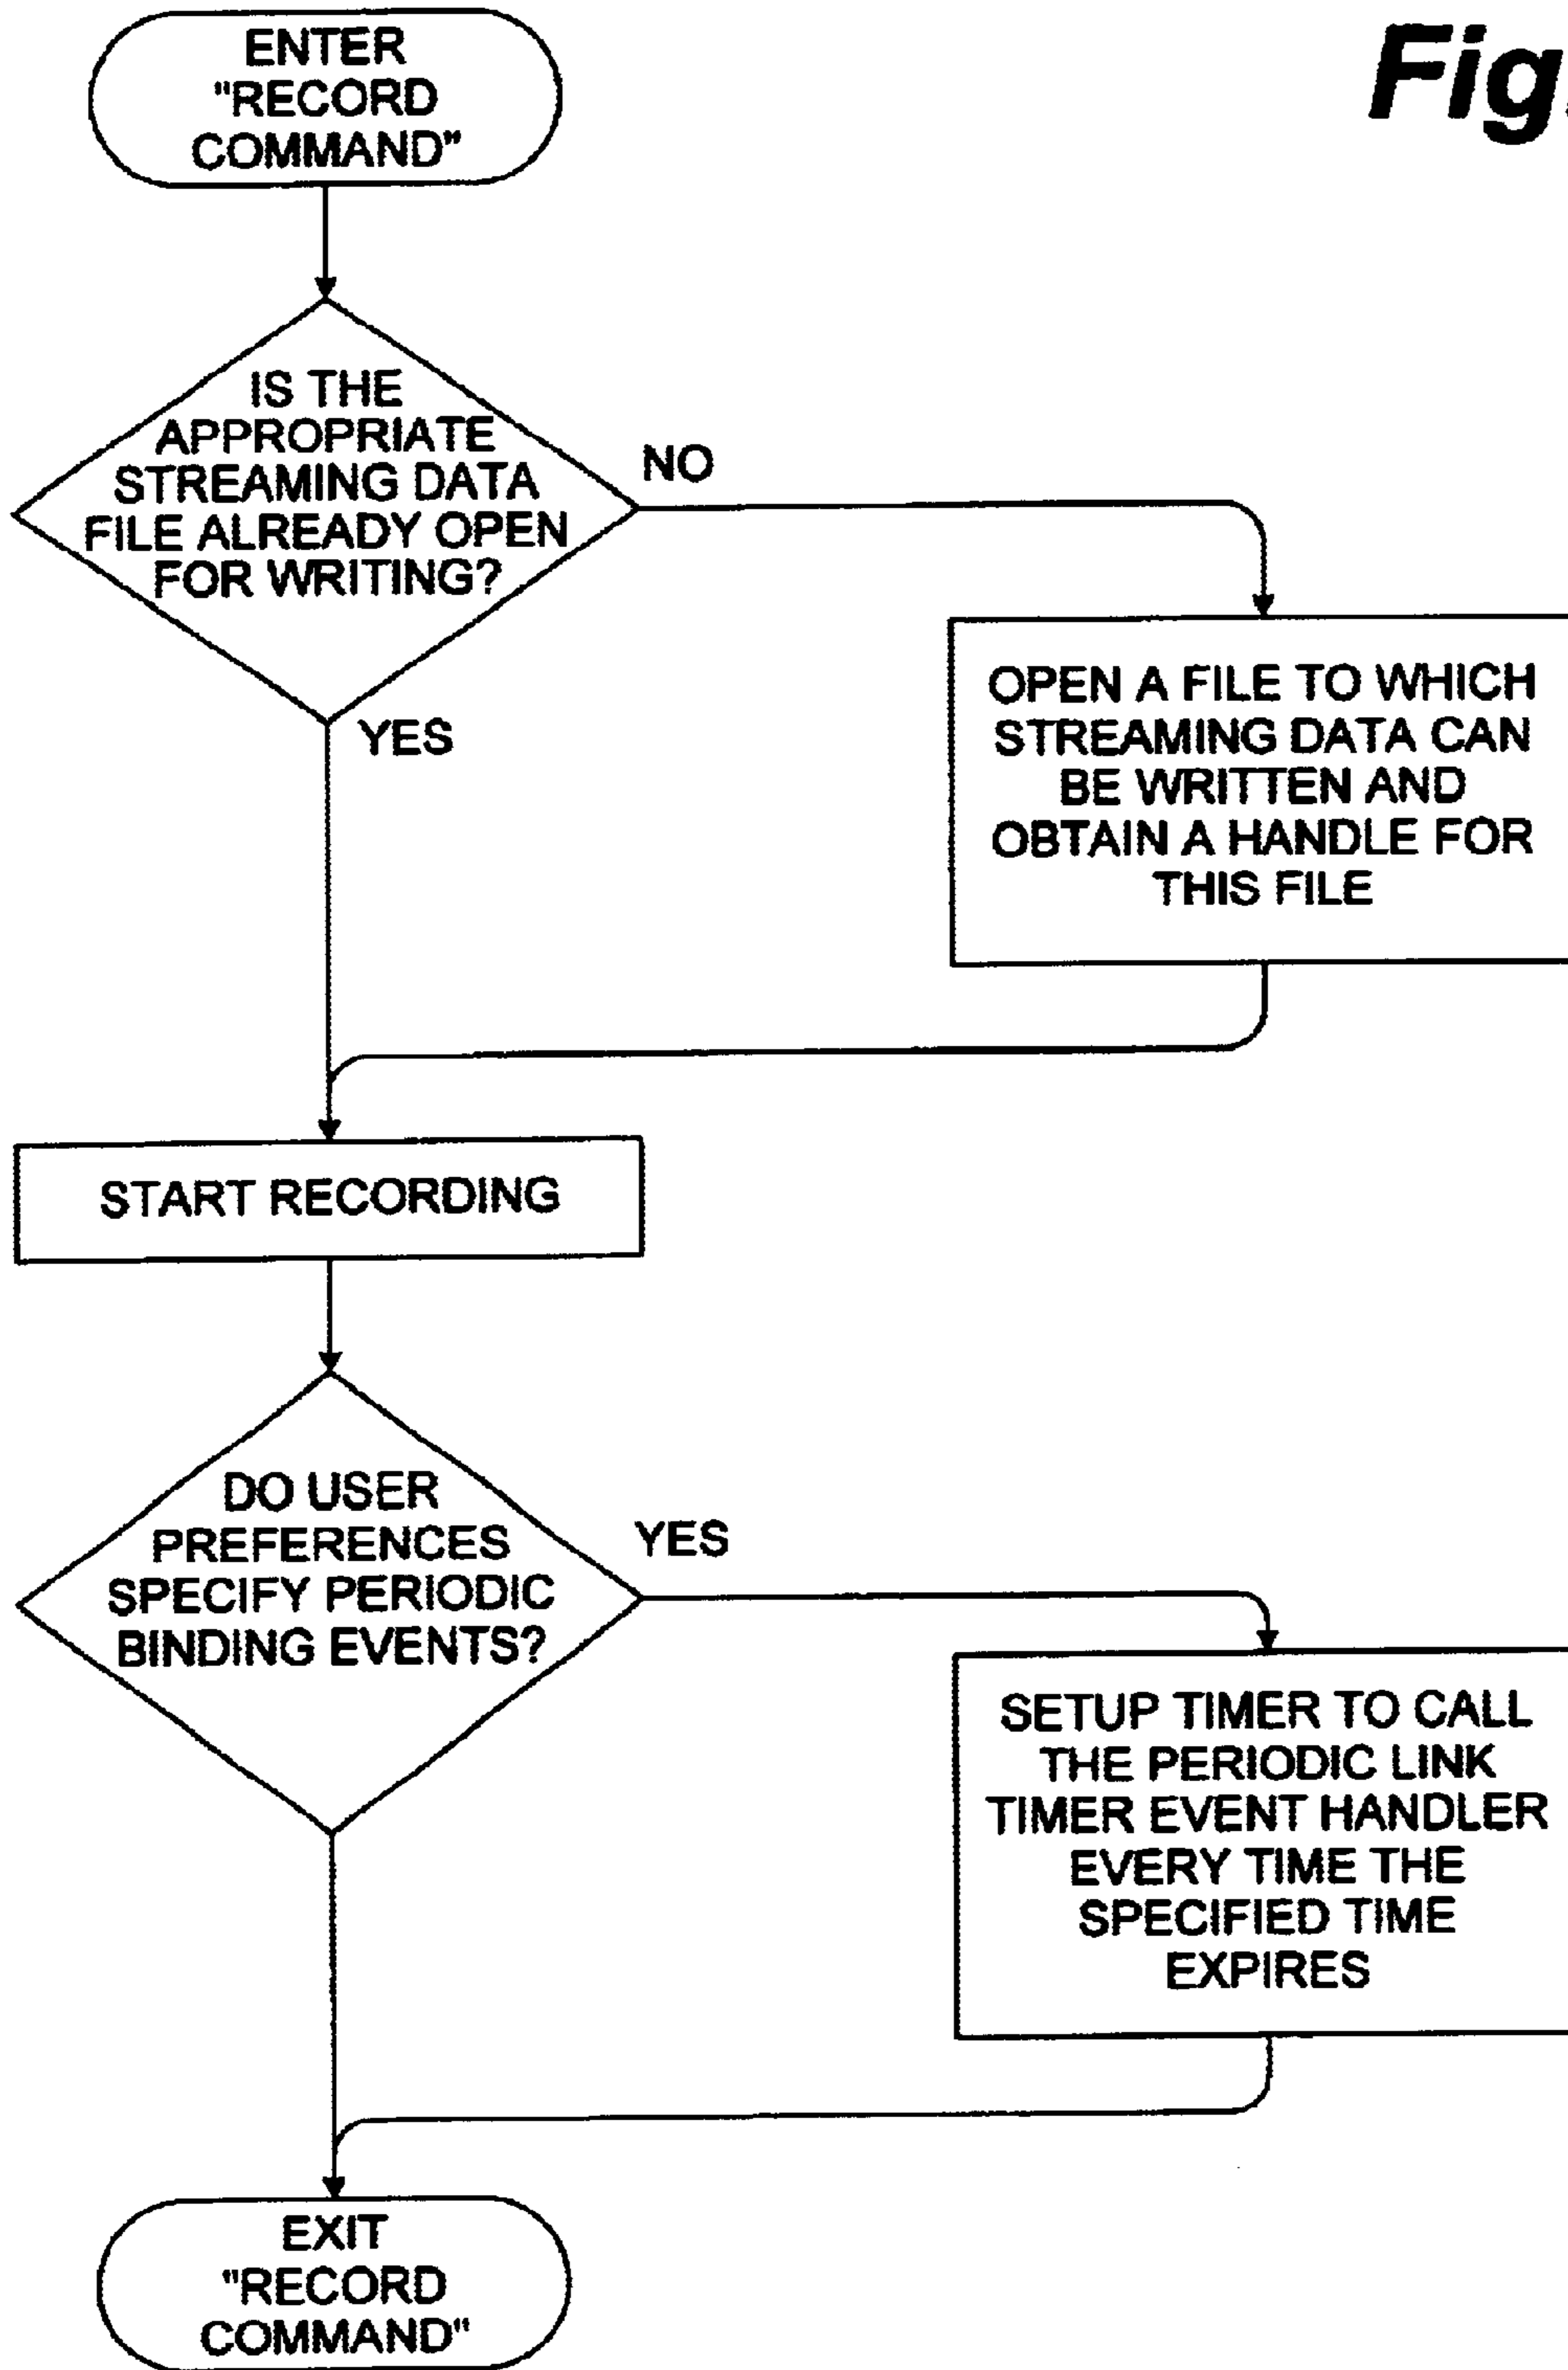 Fig.
ENTER
"RECORD
COMMAND"
IS THE
APPROPRIATE
STREAMING DATA
FILE ALREADY OPEN
FOR WRITING?
NO
YES
OPEN A FILE TO WHICH
STREAMING DATA CAN
BE WRITTEN AND
OBTAIN A HANDLE FOR
THIS FILE
START RECORDING
DO USER
PREFERENCES
SPECIFY PERIODIC
BINDING EVENTS?
YES
SETUP TIMER TO CALL
THE PERIODIC LINK
TIMER EVENT HANDLER
EVERY TIME THE
SPECIFIED TIME
EXPIRES
EXIT
"RECORD
COMMAND"